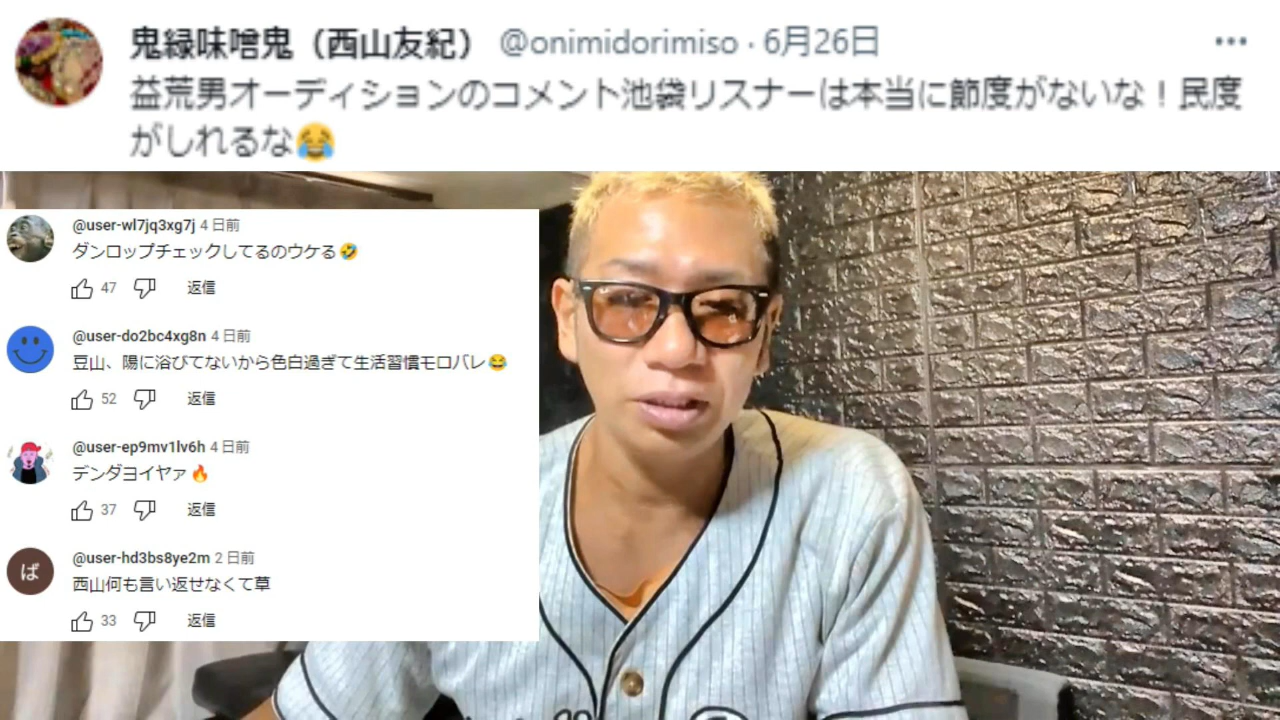 鬼緑味噌鬼（西山友紀） @onimidorimiso · 6月26日
益荒男オーディションのコメント池袋リスナーは本当に節度がないな！民度
がしれるな😂
@user-wl7jq3xg7j 4 日前
ダンロップチェックしてるのウケる🤣
47 返信
@user-do2bc4xg8n 4 日前
豆山、陽に浴びてないから色白過ぎて生活習慣モロバレ😂
52 返信
@user-ep9mv1lv6h 4 日前
デンダヨイヤァ🔥
37 返信
ば
@user-hd3bs8ye2m 2 日前
西山何も言い返せなくて草
33 返信